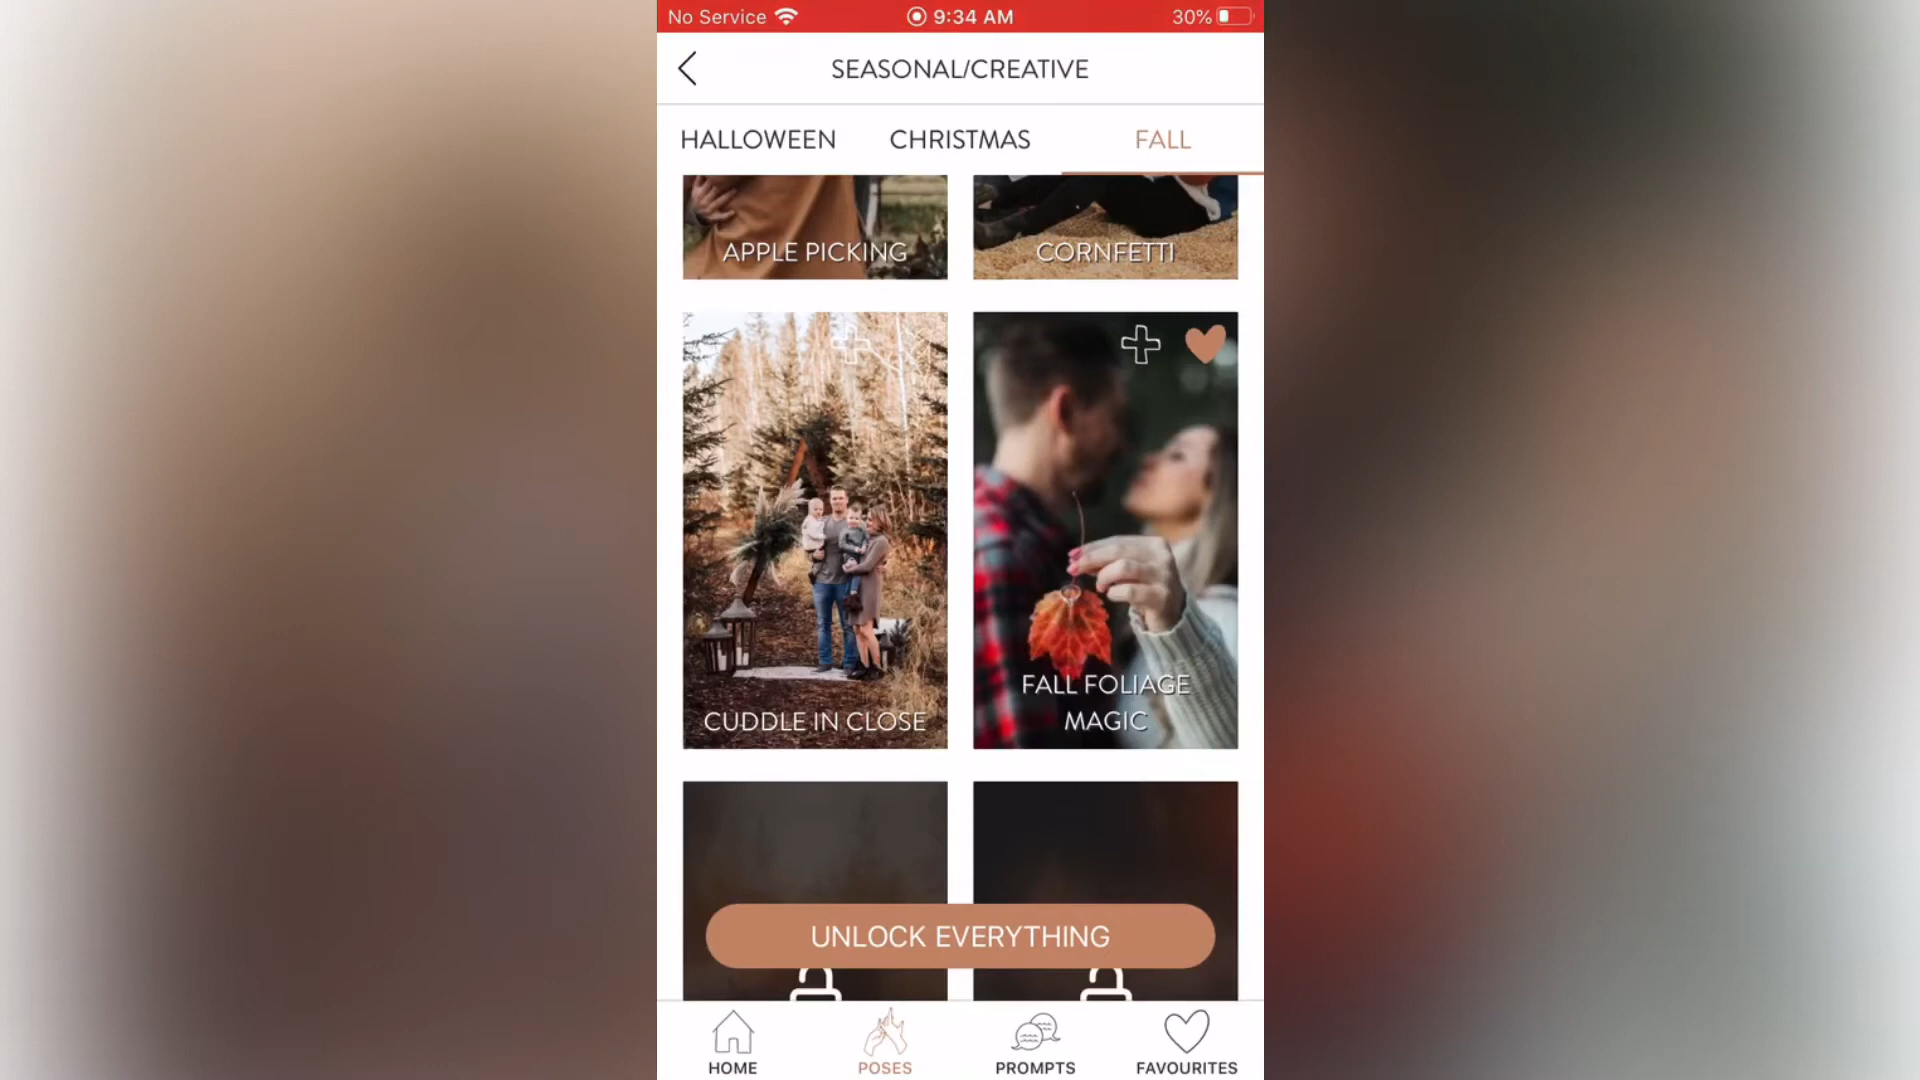 No Service 9:34 AM 30%
SEASONAL/CREATIVE
HALLOWEEN CHRISTMAS FALL
APPLE PICKING CORNFETTI
CUDDLE IN CLOSE
FALL FOLIAGE
MAGIC
UNLOCK EVERYTHING
HOME POSES PROMPTS FAVOURITES